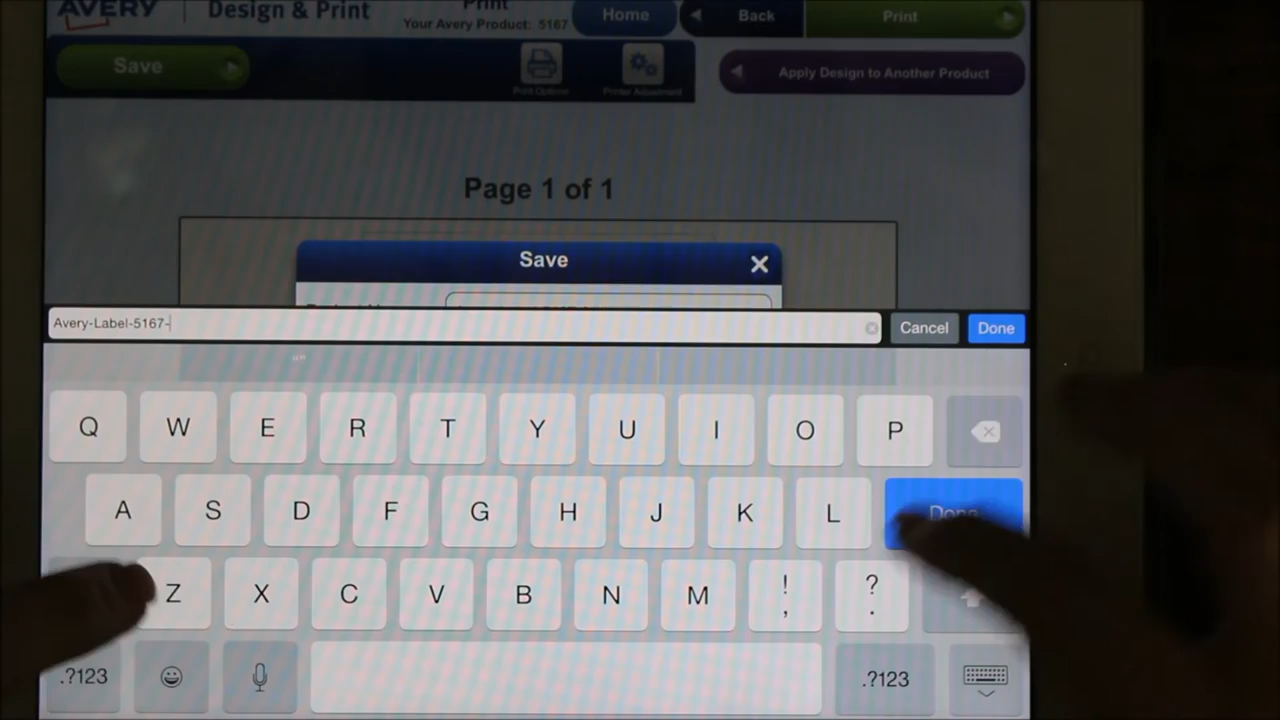 AVERY
Design & Print
Print
Your Avery Product: 5167
Home
Back
Print
Save
Print Options
Printer Adjustment
Apply Design to Another Product
Page 1 of 1
Save
Avery-Label-5167-
Cancel
Done
“”
Q W E R T Y U I O P
A S D F G H J K L Done
Z X C V B N M ! , ? .
.?123 .?123